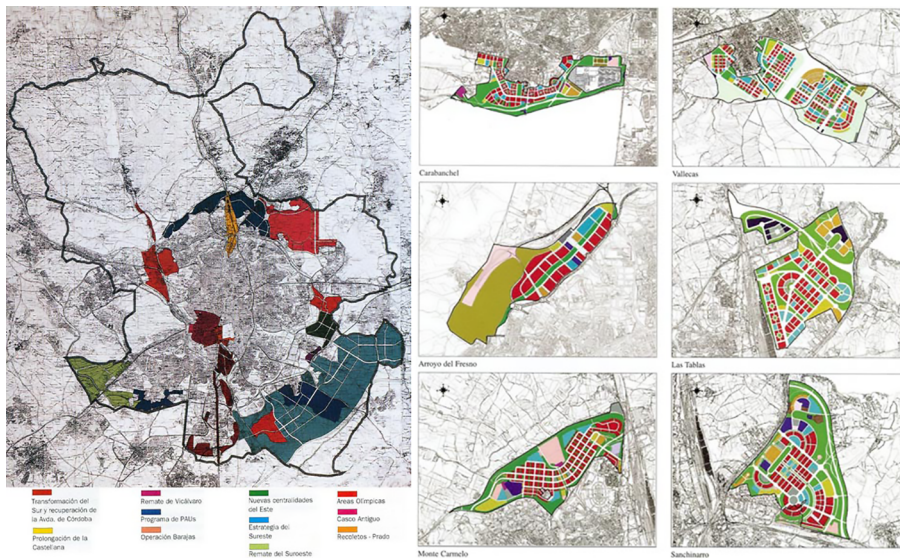 Carabanchel
Vallecas
Arroyo del Fresno
Las Tablas
Monte Carmelo
Sanchinarro
Transformación del
Sur y recuperación de
la Avda. de Córdoba
Prolongación de la
Castellana
Remate de Vicálvaro
Programa de PAUs
Operación Barajas
Nuevas centralidades
del Este
Estrategia del
Sureste
Remate del Suroeste
Areas Olímpicas
Casco Antiguo
Recoletos - Prado